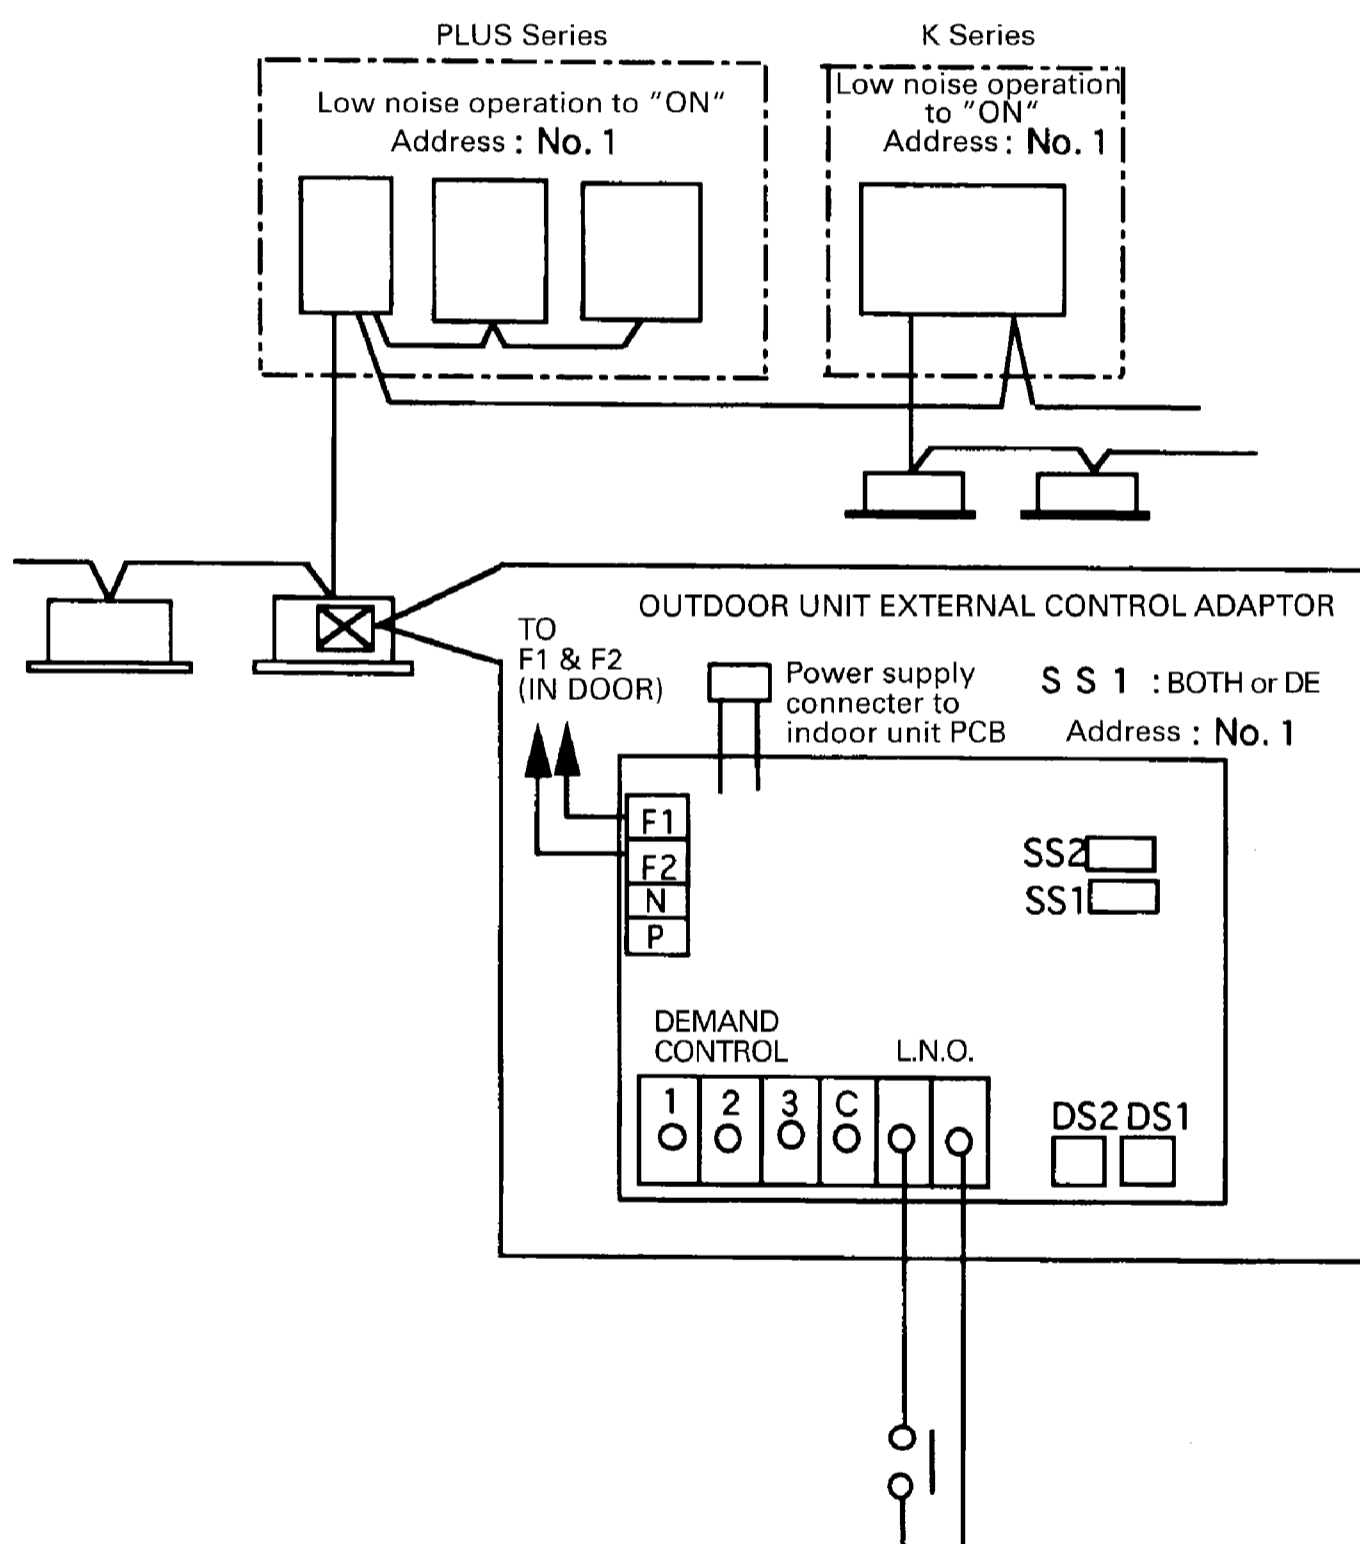 PLUS Series
K Series
Low noise operation to "ON"
Address : No. 1
Low noise operation
to "ON"
Address : No. 1
OUTDOOR UNIT EXTERNAL CONTROL ADAPTOR
TO
F1 & F2
(IN DOOR)
Power supply
connecter to
indoor unit PCB
S S 1 : BOTH or DE
Address : No. 1
F1
F2
N
P
SS2
SS1
DEMAND
CONTROL
L.N.O.
1 2 3 C
DS2 DS1